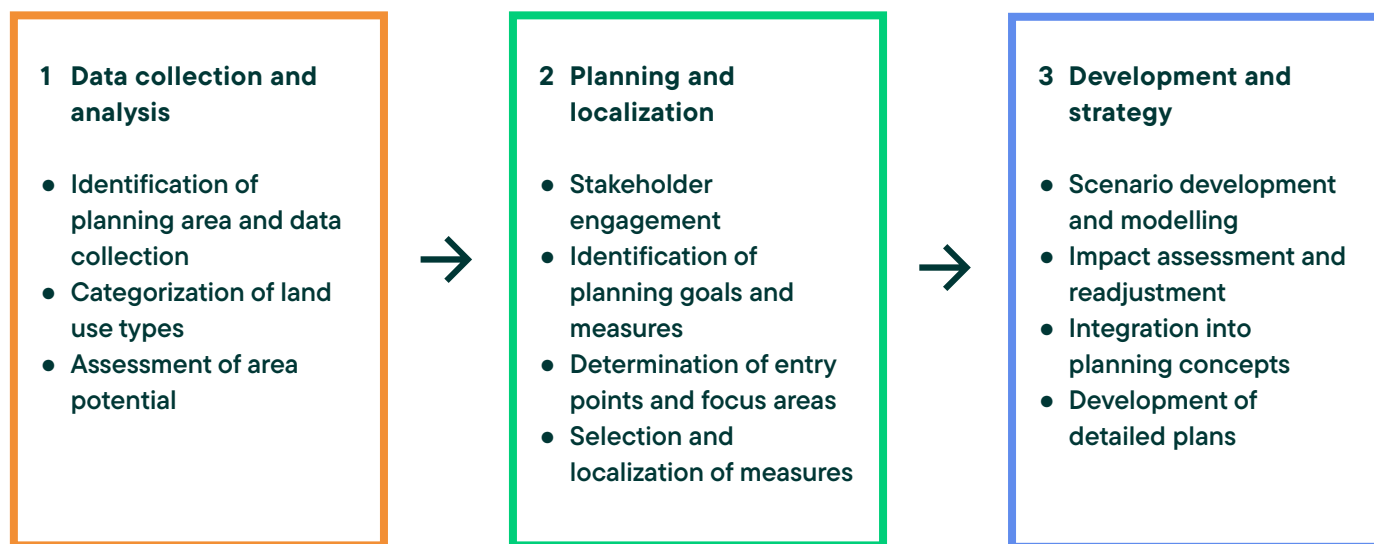 1 Data collection and
analysis
● Identification of
planning area and data
collection
● Categorization of land
use types
● Assessment of area
potential
2 Planning and
localization
● Stakeholder
engagement
● Identification of
planning goals and
measures
● Determination of entry
points and focus areas
● Selection and
localization of measures
3 Development and
strategy
● Scenario development
and modelling
● Impact assessment and
readjustment
● Integration into
planning concepts
● Development of
detailed plans